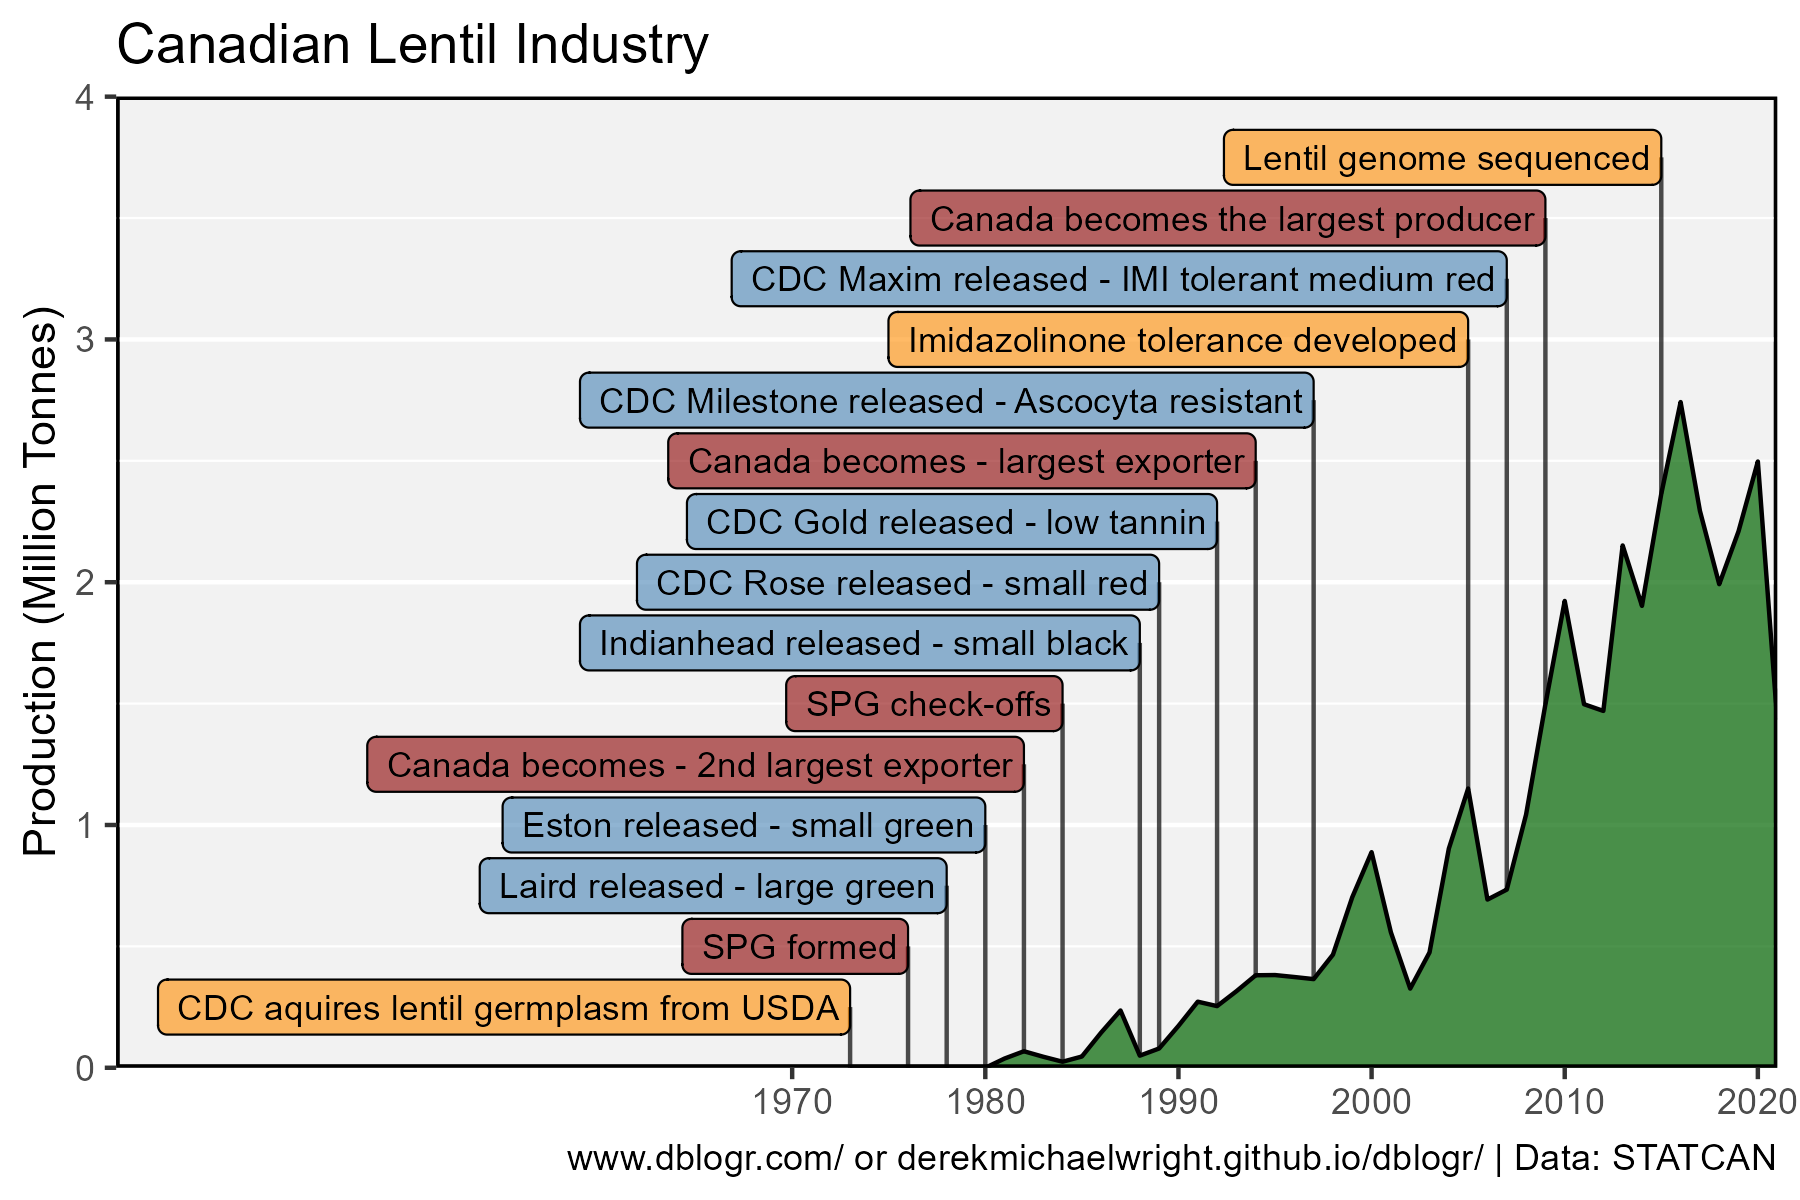 Canadian Lentil Industry
Production (Million Tonnes)
4
3
2
1
0
Lentil genome sequenced
Canada becomes the largest producer
CDC Maxim released - IMI tolerant medium red
Imidazolinone tolerance developed
CDC Milestone released - Ascocyta resistant
Canada becomes - largest exporter
CDC Gold released - low tannin
CDC Rose released - small red
Indianhead released - small black
SPG check-offs
Canada becomes - 2nd largest exporter
Eston released - small green
Laird released - large green
SPG formed
CDC aquires lentil germplasm from USDA
1970 1980 1990 2000 2010 2020
www.dblogr.com/ or derekmichaelwright.github.io/dblogr/ | Data: STATCAN